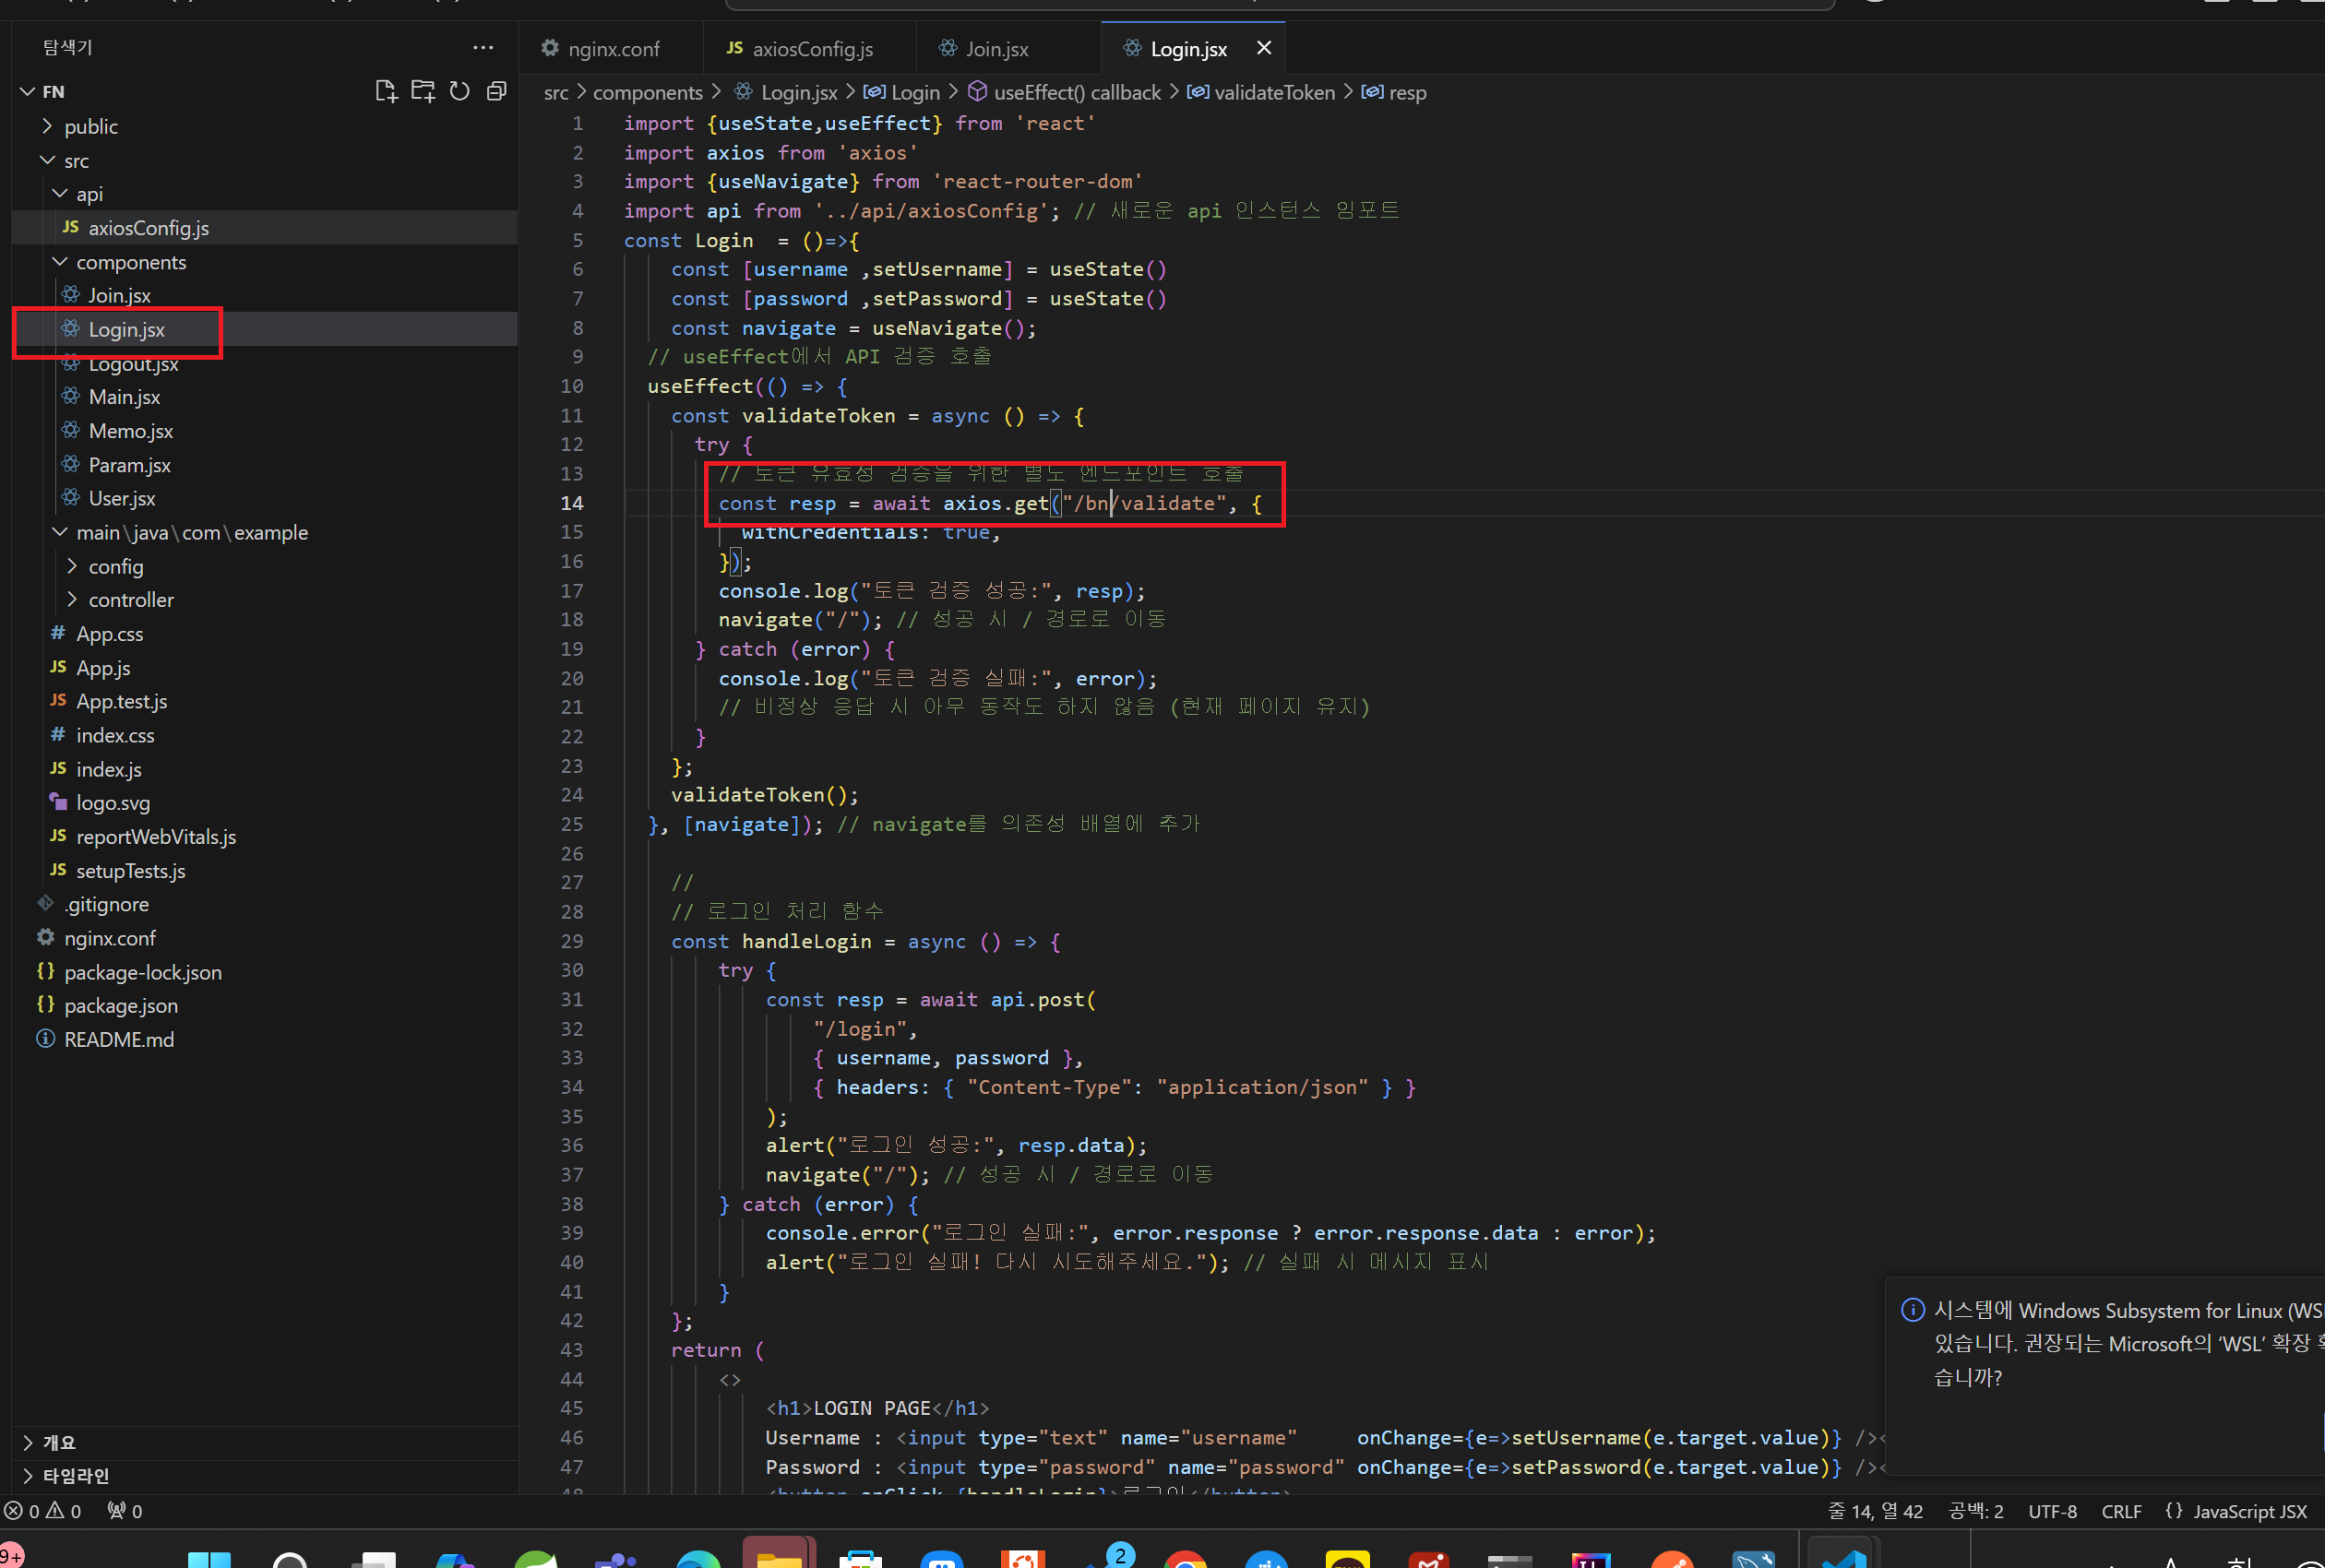 탐색기
FN
public
src
api
JS axiosConfig.js
components
Join.jsx
Login.jsx
Logout.jsx
Main.jsx
Memo.jsx
Param.jsx
User.jsx
main\java\com\example
config
controller
# App.css
JS App.js
JS App.test.js
# index.css
JS index.js
logo.svg
JS reportWebVitals.js
JS setupTests.js
.gitignore
nginx.conf
{} package-lock.json
{} package.json
README.md
개요
타임라인
nginx.conf
JS axiosConfig.js
Join.jsx
Login.jsx
src > components > Login.jsx > Login > useEffect() callback > validateToken > resp
1 import {useState,useEffect} from 'react'
2 import axios from 'axios'
3 import {useNavigate} from 'react-router-dom'
4 import api from '../api/axiosConfig'; // 새로운 api 인스턴스 임포트
5 const Login  = ()=>{
6     const [username ,setUsername] = useState()
7     const [password ,setPassword] = useState()
8     const navigate = useNavigate();
9   // useEffect에서 API 검증 호출
10   useEffect(() => {
11     const validateToken = async () => {
12       try {
13         // 토큰 유효성 검증을 위한 별도 엔드포인트 호출
14         const resp = await axios.get("/bn/validate", {
15           withCredentials: true,
16         });
17         console.log("토큰 검증 성공:", resp);
18         navigate("/"); // 성공 시 / 경로로 이동
19       } catch (error) {
20         console.log("토큰 검증 실패:", error);
21         // 비정상 응답 시 아무 동작도 하지 않음 (현재 페이지 유지)
22       }
23     };
24     validateToken();
25   }, [navigate]); // navigate를 의존성 배열에 추가
26
27     //
28     // 로그인 처리 함수
29     const handleLogin = async () => {
30         try {
31             const resp = await api.post(
32                 "/login",
33                 { username, password },
34                 { headers: { "Content-Type": "application/json" } }
35             );
36             alert("로그인 성공:", resp.data);
37             navigate("/"); // 성공 시 / 경로로 이동
38         } catch (error) {
39             console.error("로그인 실패:", error.response ? error.response.data : error);
40             alert("로그인 실패! 다시 시도해주세요."); // 실패 시 메시지 표시
41         }
42     };
43     return (
44         <>
45             <h1>LOGIN PAGE</h1>
46             Username : <input type="text" name="username"     onChange={e=>setUsername(e.target.value)} /><
47             Password : <input type="password" name="password" onChange={e=>setPassword(e.target.value)} /><
48             <button onClick={handleLogin}>로그인</button>
시스템에 Windows Subsystem for Linux (WSL
있습니다. 권장되는 Microsoft의 'WSL' 확장
습니까?
0 0 0
줄 14, 열 42 공백: 2 UTF-8 CRLF {} JavaScript JSX
9+
2